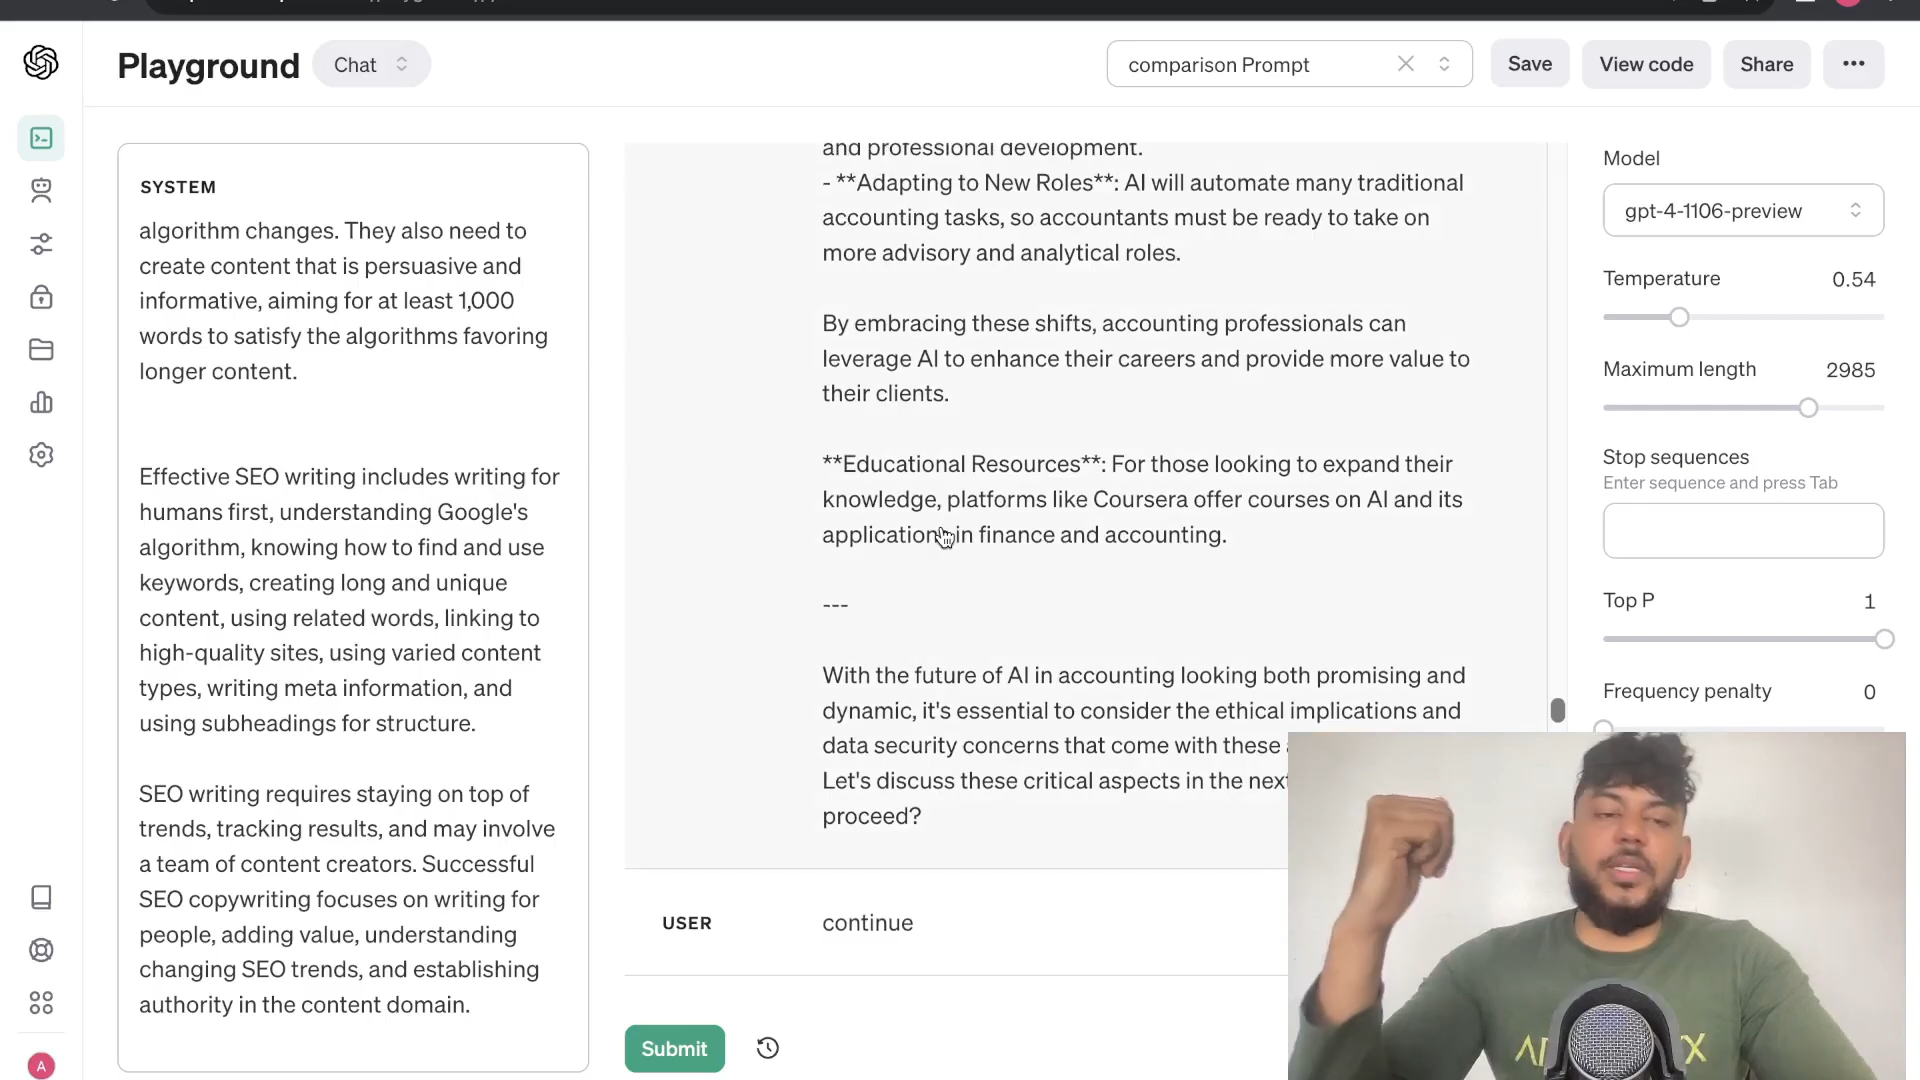 Playground
Chat
comparison Prompt
Save
View code
Share
SYSTEM
algorithm changes. They also need to
create content that is persuasive and
informative, aiming for at least 1,000
words to satisfy the algorithms favoring
longer content.
Effective SEO writing includes writing for
humans first, understanding Google's
algorithm, knowing how to find and use
keywords, creating long and unique
content, using related words, linking to
high-quality sites, using varied content
types, writing meta information, and
using subheadings for structure.
SEO writing requires staying on top of
trends, tracking results, and may involve
a team of content creators. Successful
SEO copywriting focuses on writing for
people, adding value, understanding
changing SEO trends, and establishing
authority in the content domain.
A
and professional development.
- **Adapting to New Roles**: AI will automate many traditional
accounting tasks, so accountants must be ready to take on
more advisory and analytical roles.
By embracing these shifts, accounting professionals can
leverage AI to enhance their careers and provide more value to
their clients.
**Educational Resources**: For those looking to expand their
knowledge, platforms like Coursera offer courses on AI and its
application in finance and accounting.
---
With the future of AI in accounting looking both promising and
dynamic, it's essential to consider the ethical implications and
data security concerns that come with these
Let's discuss these critical aspects in the next
proceed?
USER
continue
Submit
Model
gpt-4-1106-preview
Temperature
0.54
Maximum length
2985
Stop sequences
Enter sequence and press Tab
Top P
1
Frequency penalty
0